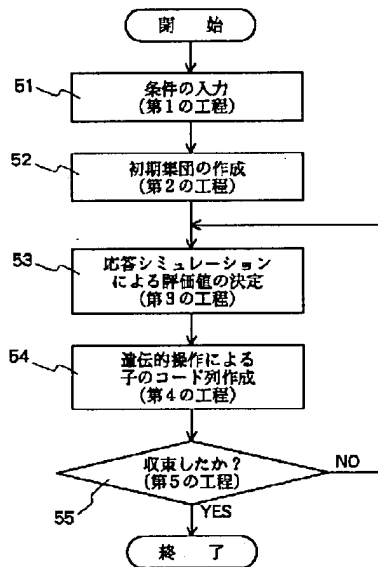 開 始
51
条件の入力
(第1の工程)
52
初期集団の作成
(第2の工程)
53
応答シミュレーション
による評価値の決定
(第3の工程)
54
遺伝的操作による
子のコード列作成
(第4の工程)
収束したか?
(第5の工程)
NO
55
YES
終 了